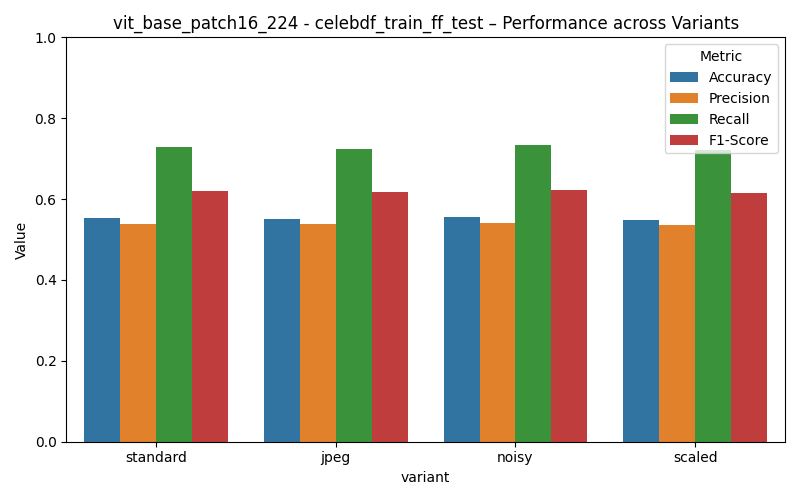 vit_base_patch16_224 - celebdf_train_ff_test – Performance across Variants
Metric
Accuracy
Precision
Recall
F1-Score
Value
1.0
0.8
0.6
0.4
0.2
0.0
standard jpeg noisy scaled
variant